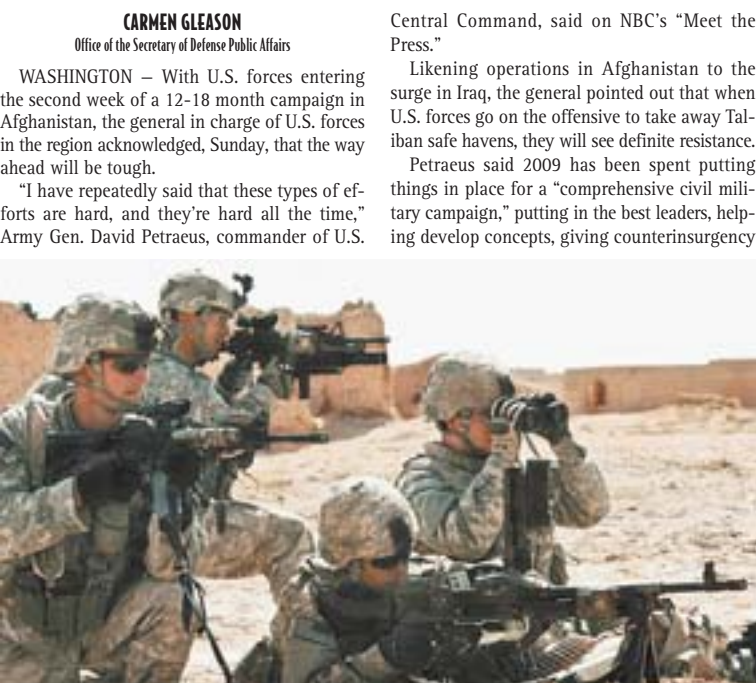 CARMEN GLEASON
Office of the Secretary of Defense Public Affairs
WASHINGTON – With U.S. forces entering
the second week of a 12-18 month campaign in
Afghanistan, the general in charge of U.S. forces
in the region acknowledged, Sunday, that the way
ahead will be tough.
“I have repeatedly said that these types of ef-
forts are hard, and they’re hard all the time,”
Army Gen. David Petraeus, commander of U.S.
Central Command, said on NBC’s “Meet the
Press.”
Likening operations in Afghanistan to the
surge in Iraq, the general pointed out that when
U.S. forces go on the offensive to take away Tal-
iban safe havens, they will see definite resistance.
Petraeus said 2009 has been spent putting
things in place for a “comprehensive civil mili-
tary campaign,” putting in the best leaders, help-
ing develop concepts, giving counterinsurgency